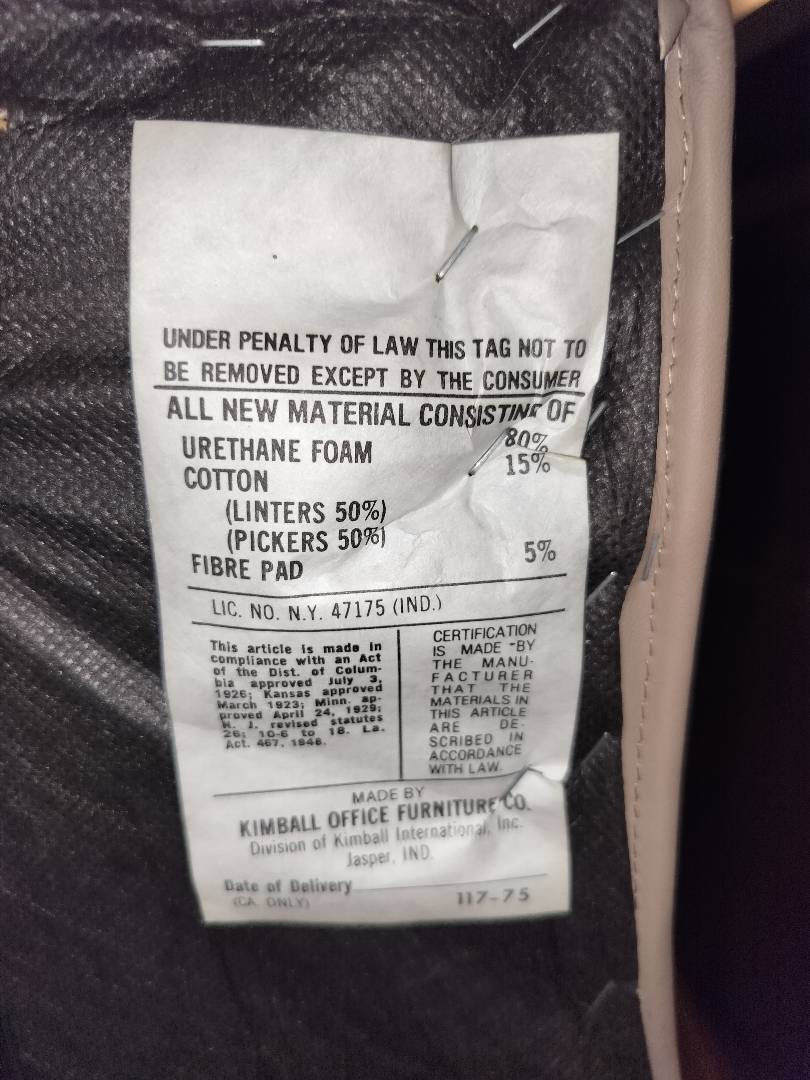 UNDER PENALTY OF LAW THIS TAG NOT TO
BE REMOVED EXCEPT BY THE CONSUMER
ALL NEW MATERIAL CONSISTING OF
URETHANE FOAM 80%
COTTON 15%
(LINTERS 50%)
(PICKERS 50%)
FIBRE PAD 5%
LIC. NO. N.Y. 47175 (IND.)
This article is made in
compliance with an Act
of the Dist. of Colum-
bia approved July 3,
1926; Kansas approved
March 1923; Minn. ap-
proved April 24, 1929;
N. J. revised statutes
26; 10-6 to 18. La.
Act. 467, 1948.
CERTIFICATION
IS MADE BY
THE MANU-
FACTURER
THAT THE
MATERIALS IN
THIS ARTICLE
ARE DE-
SCRIBED IN
ACCORDANCE
WITH LAW.
MADE BY
KIMBALL OFFICE FURNITURE CO.
Division of Kimball International, Inc.
Jasper, IND.
Date of Delivery
(CA. ONLY) 117-75